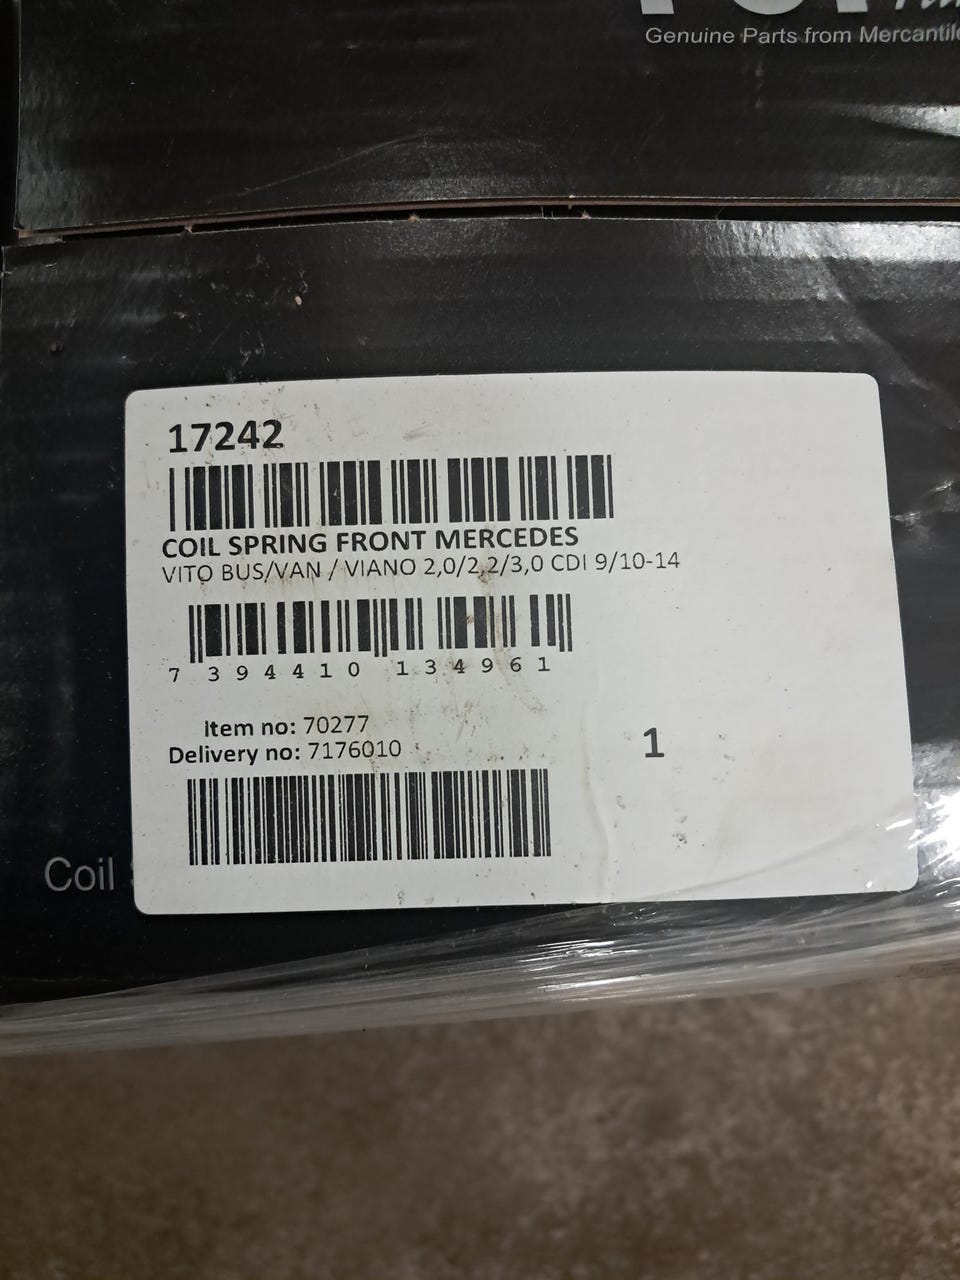 Genuine Parts from Mercantile
17242
COIL SPRING FRONT MERCEDES
VITO BUS/VAN / VIANO 2,0/2,2/3,0 CDI 9/10-14
7 394410 134961
Item no: 70277
Delivery no: 7176010
1
Coil